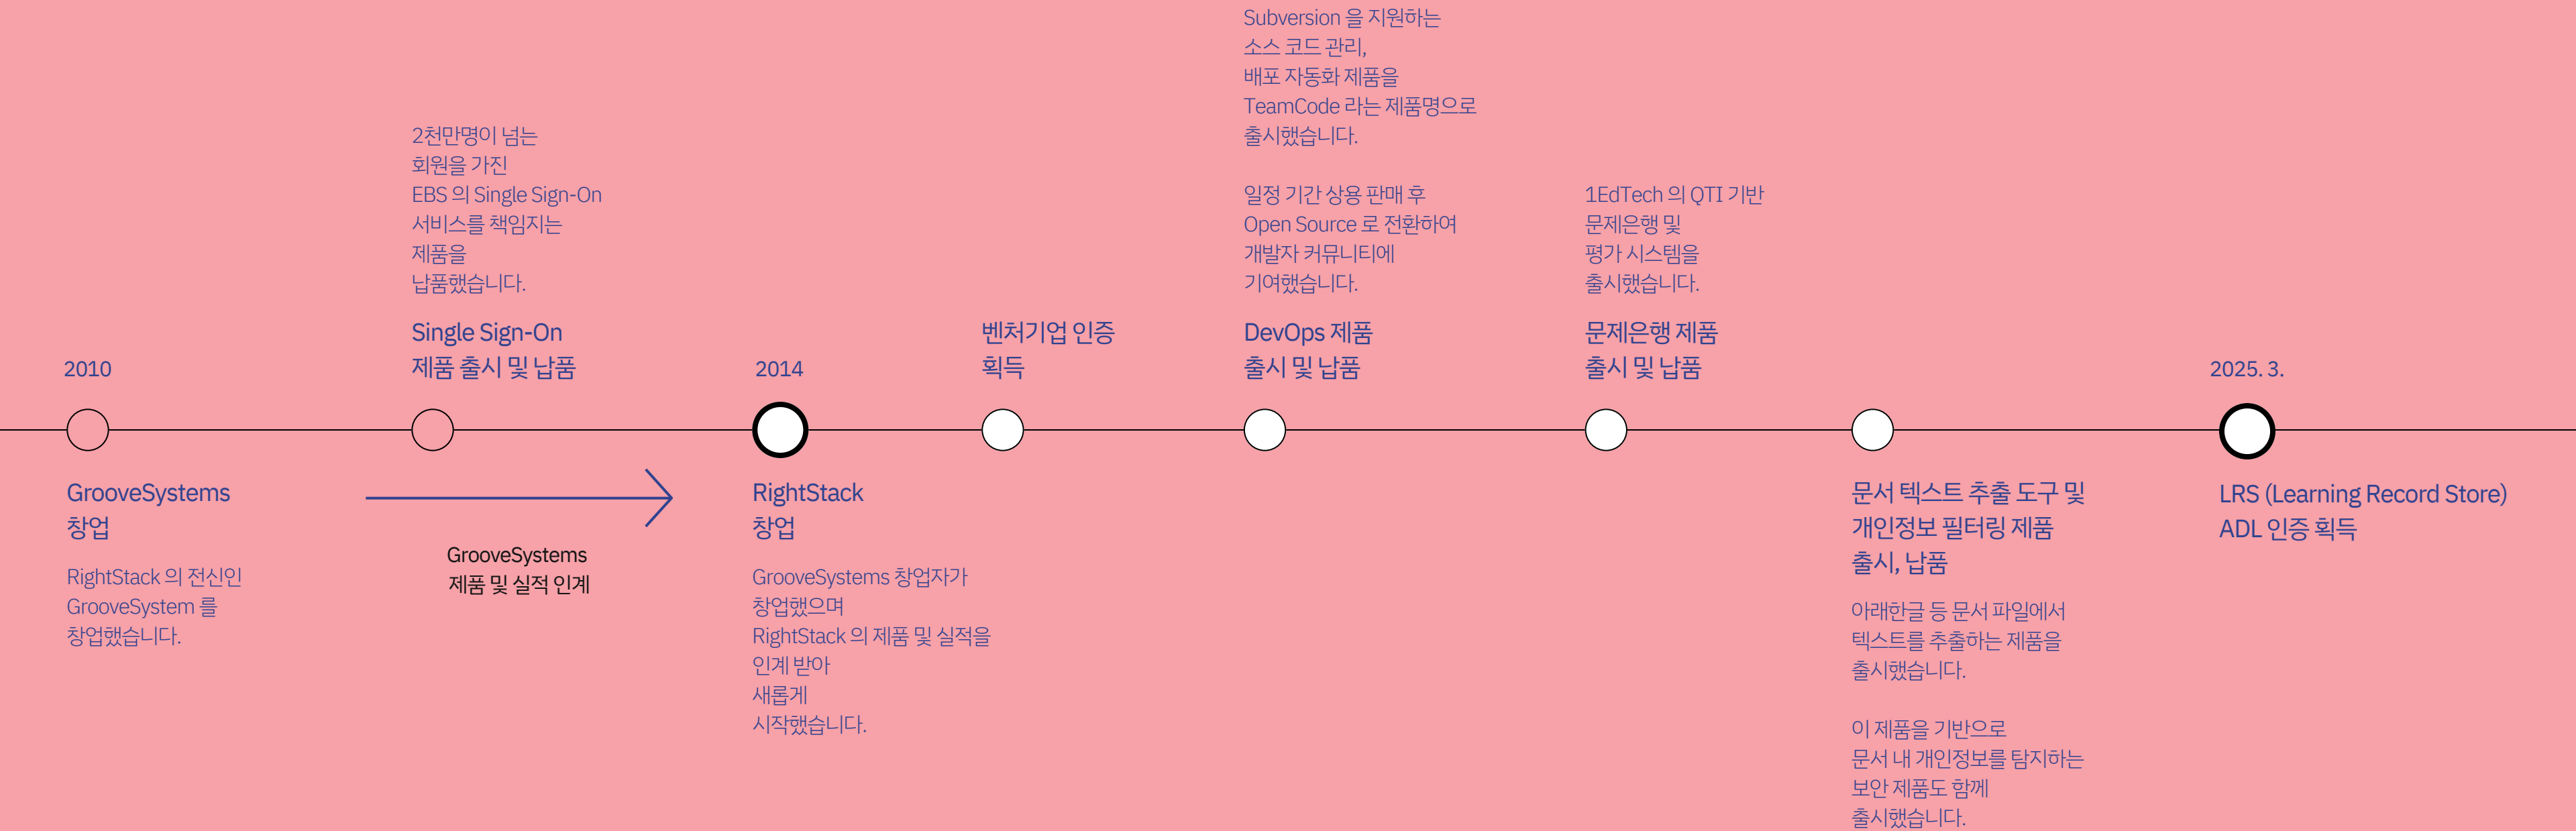 2010
GrooveSystems
창업
RightStack 의 전신인
GrooveSystem 를
창업했습니다.
2천만명이 넘는
회원을 가진
EBS 의 Single Sign-On
서비스를 책임지는
제품을
납품했습니다.
Single Sign-On
제품 출시 및 납품
GrooveSystems
제품 및 실적 인계
2014
RightStack
창업
GrooveSystems 창업자가
창업했으며
RightStack 의 제품 및 실적을
인계 받아
새롭게
시작했습니다.
벤처기업 인증
획득
Subversion 을 지원하는
소스 코드 관리,
배포 자동화 제품을
TeamCode 라는 제품명으로
출시했습니다.
일정 기간 상용 판매 후
Open Source 로 전환하여
개발자 커뮤니티에
기여했습니다.
DevOps 제품
출시 및 납품
1EdTech 의 QTI 기반
문제은행 및
평가 시스템을
출시했습니다.
문제은행 제품
출시 및 납품
문서 텍스트 추출 도구 및
개인정보 필터링 제품
출시, 납품
아래한글 등 문서 파일에서
텍스트를 추출하는 제품을
출시했습니다.
이 제품을 기반으로
문서 내 개인정보를 탐지하는
보안 제품도 함께
출시했습니다.
2025. 3.
LRS (Learning Record Store)
ADL 인증 획득